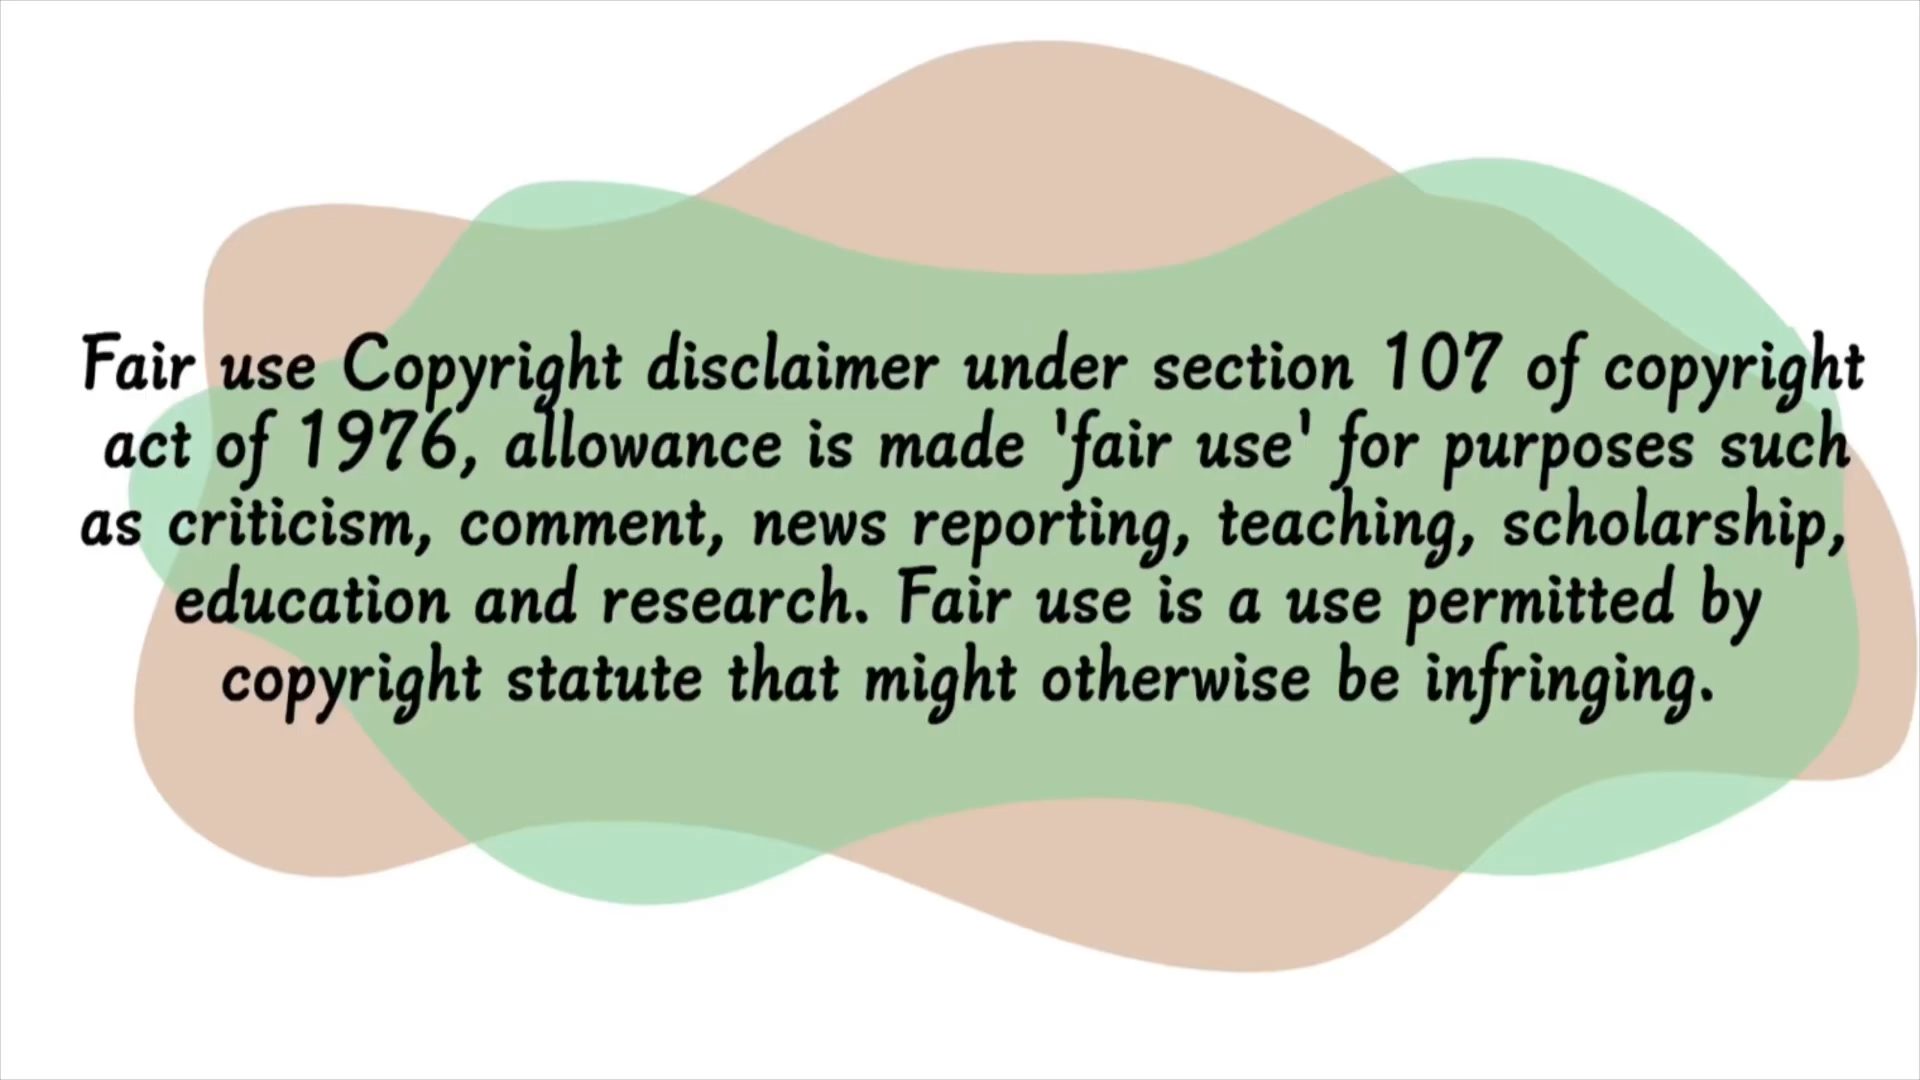 Fair use Copyright disclaimer under section 107 of copyright
act of 1976, allowance is made 'fair use' for purposes such
as criticism, comment, news reporting, teaching, scholarship,
education and research. Fair use is a use permitted by
copyright statute that might otherwise be infringing.